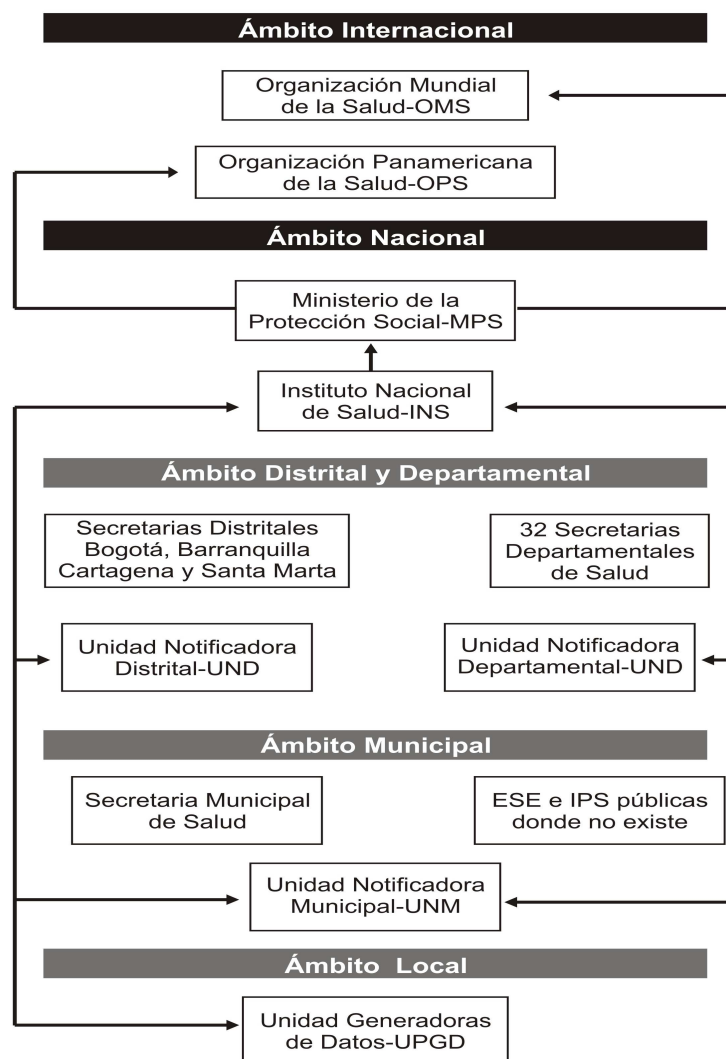 Ámbito Internacional
Organización Mundial
de la Salud-OMS
Organización Panamericana
de la Salud-OPS
Ámbito Nacional
Ministerio de la
Protección Social-MPS
Instituto Nacional
de Salud-INS
Ámbito Distrital y Departamental
Secretarias Distritales
Bogotá, Barranquilla
Cartagena y Santa Marta
32 Secretarias
Departamentales
de Salud
Unidad Notificadora
Distrital-UND
Unidad Notificadora
Departamental-UND
Ámbito Municipal
Secretaria Municipal
de Salud
ESE e IPS públicas
donde no existe
Unidad Notificadora
Municipal-UNM
Ámbito Local
Unidad Generadoras
de Datos-UPGD